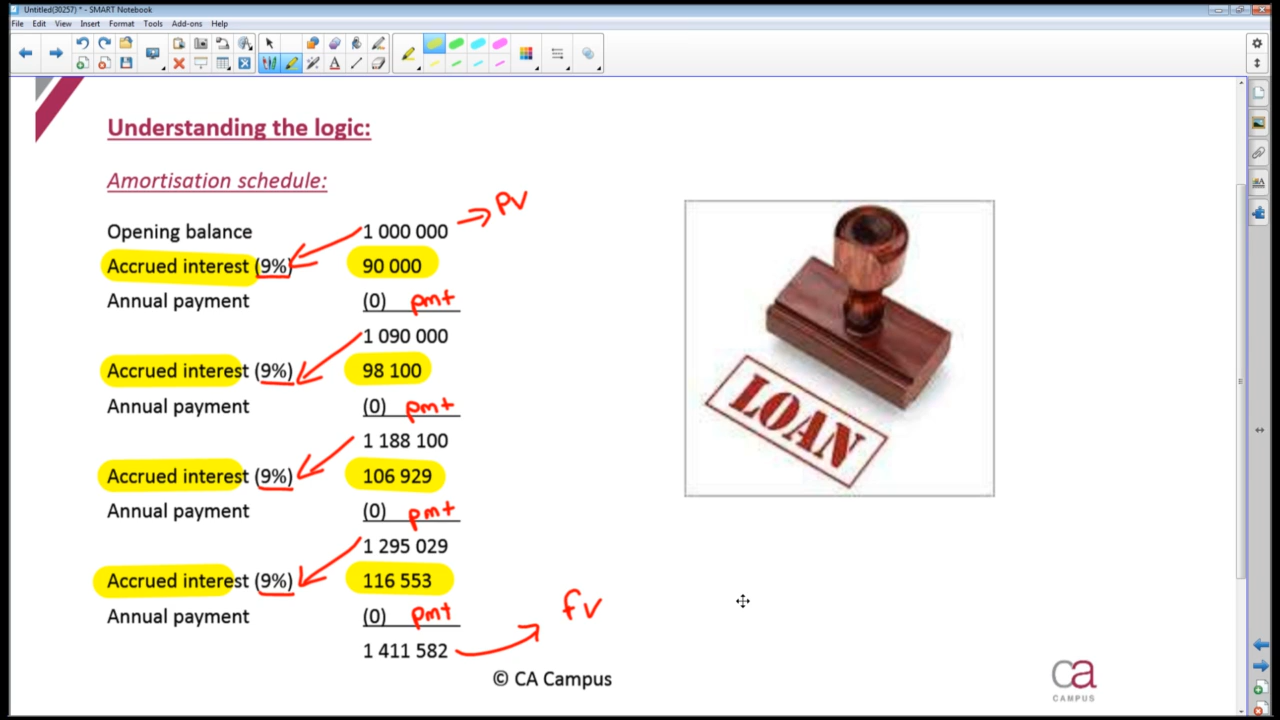 Untitled(30257) * - SMART Notebook
File Edit View Insert Format Tools Add-ons Help
Understanding the logic:
Amortisation schedule:
Opening balance 1 000 000 PV
Accrued interest (9%) 90 000
Annual payment (0) pmt
1 090 000
Accrued interest (9%) 98 100
Annual payment (0) pmt
1 188 100
Accrued interest (9%) 106 929
Annual payment (0) pmt
1 295 029
Accrued interest (9%) 116 553
Annual payment (0) pmt
1 411 582 fv
LOAN
© CA Campus
ca
CAMPUS